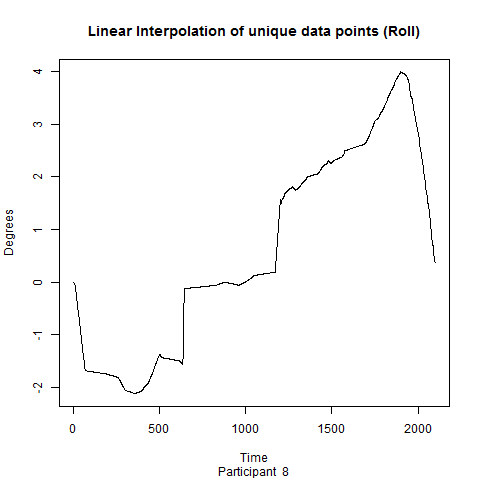 Linear Interpolation of unique data points (Roll)
Degrees
4
3
2
1
0
-1
-2
0 500 1000 1500 2000
Time
Participant 8